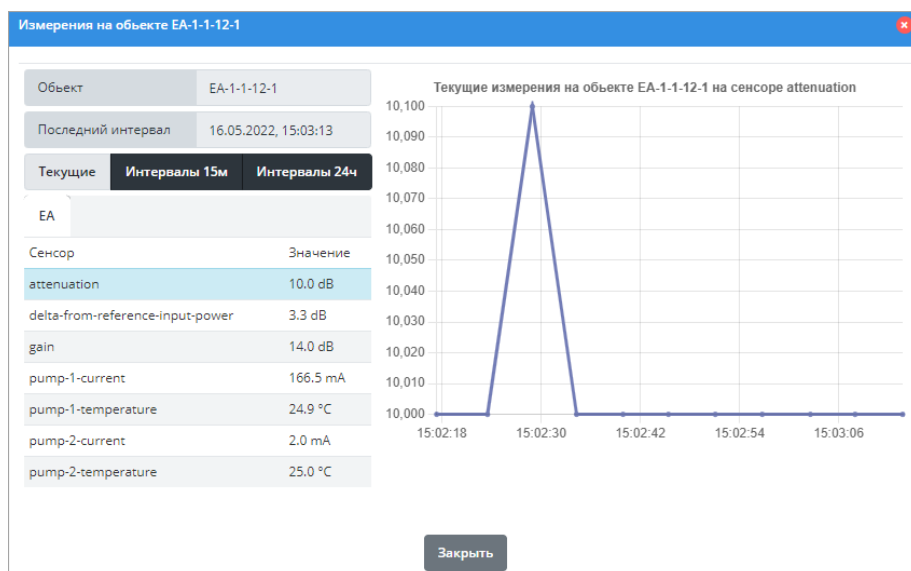 Измерения на обьекте EA-1-1-12-1
Обьект EA-1-1-12-1
Последний интервал 16.05.2022, 15:03:13
Текущие Интервалы 15м Интервалы 24ч
EA
Сенсор Значение
attenuation 10.0 dB
delta-from-reference-input-power 3.3 dB
gain 14.0 dB
pump-1-current 166.5 mA
pump-1-temperature 24.9 °C
pump-2-current 2.0 mA
pump-2-temperature 25.0 °C
Текущие измерения на обьекте EA-1-1-12-1 на сенсоре attenuation
10,100
10,090
10,080
10,070
10,060
10,050
10,040
10,030
10,020
10,010
10,000
15:02:18 15:02:30 15:02:42 15:02:54 15:03:06
Закрыть